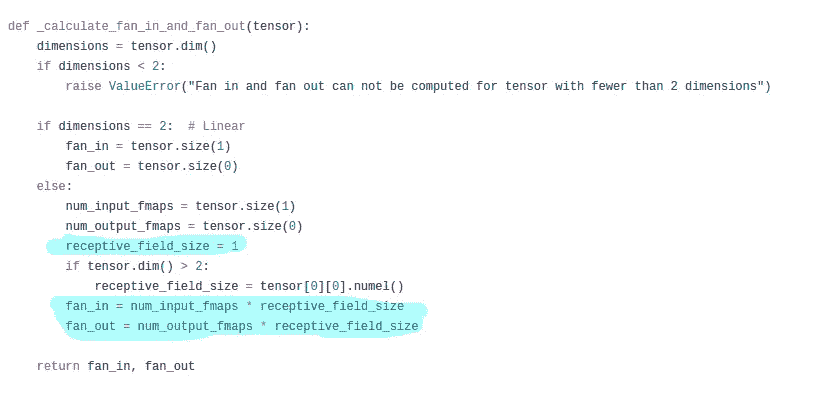 def _calculate_fan_in_and_fan_out(tensor):
    dimensions = tensor.dim()
    if dimensions < 2:
        raise ValueError("Fan in and fan out can not be computed for tensor with fewer than 2 dimensions")
    if dimensions == 2:  # Linear
        fan_in = tensor.size(1)
        fan_out = tensor.size(0)
    else:
        num_input_fmaps = tensor.size(1)
        num_output_fmaps = tensor.size(0)
        receptive_field_size = 1
        if tensor.dim() > 2:
            receptive_field_size = tensor[0][0].numel()
        fan_in = num_input_fmaps * receptive_field_size
        fan_out = num_output_fmaps * receptive_field_size
    return fan_in, fan_out